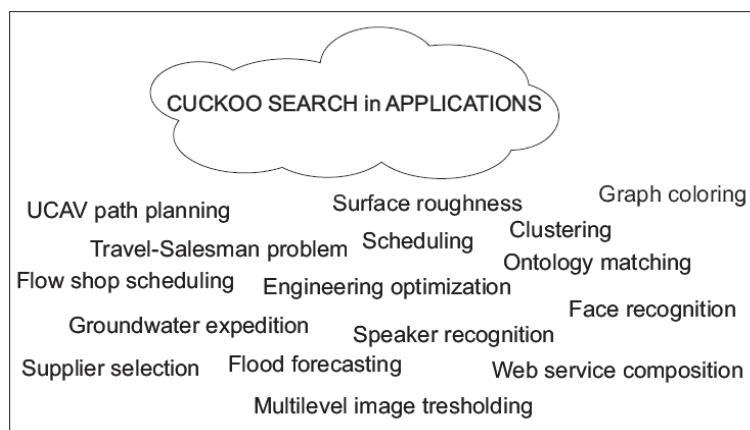 CUCKOO SEARCH in APPLICATIONS
Graph coloring
UCAV path planning
Surface roughness
Clustering
Travel-Salesman problem
Scheduling
Ontology matching
Flow shop scheduling
Engineering optimization
Face recognition
Groundwater expedition
Speaker recognition
Supplier selection
Flood forecasting
Web service composition
Multilevel image tresholding